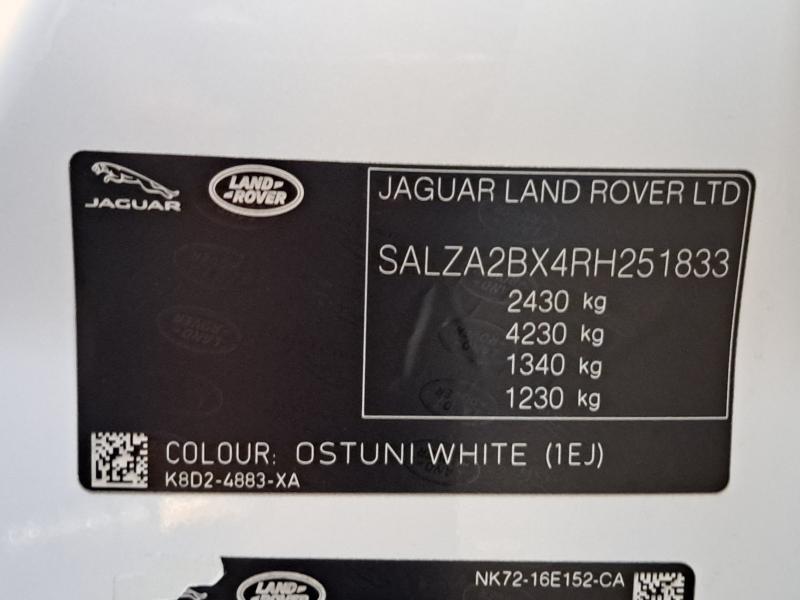 JAGUAR
LAND-
-ROVER
JAGUAR LAND ROVER LTD
SALZA2BX4RH251833
2430 kg
4230 kg
1340 kg
1230 kg
COLOUR: OSTUNI WHITE (1EJ)
K8D2-4883-XA
LAND-
NK72-16E152-CA